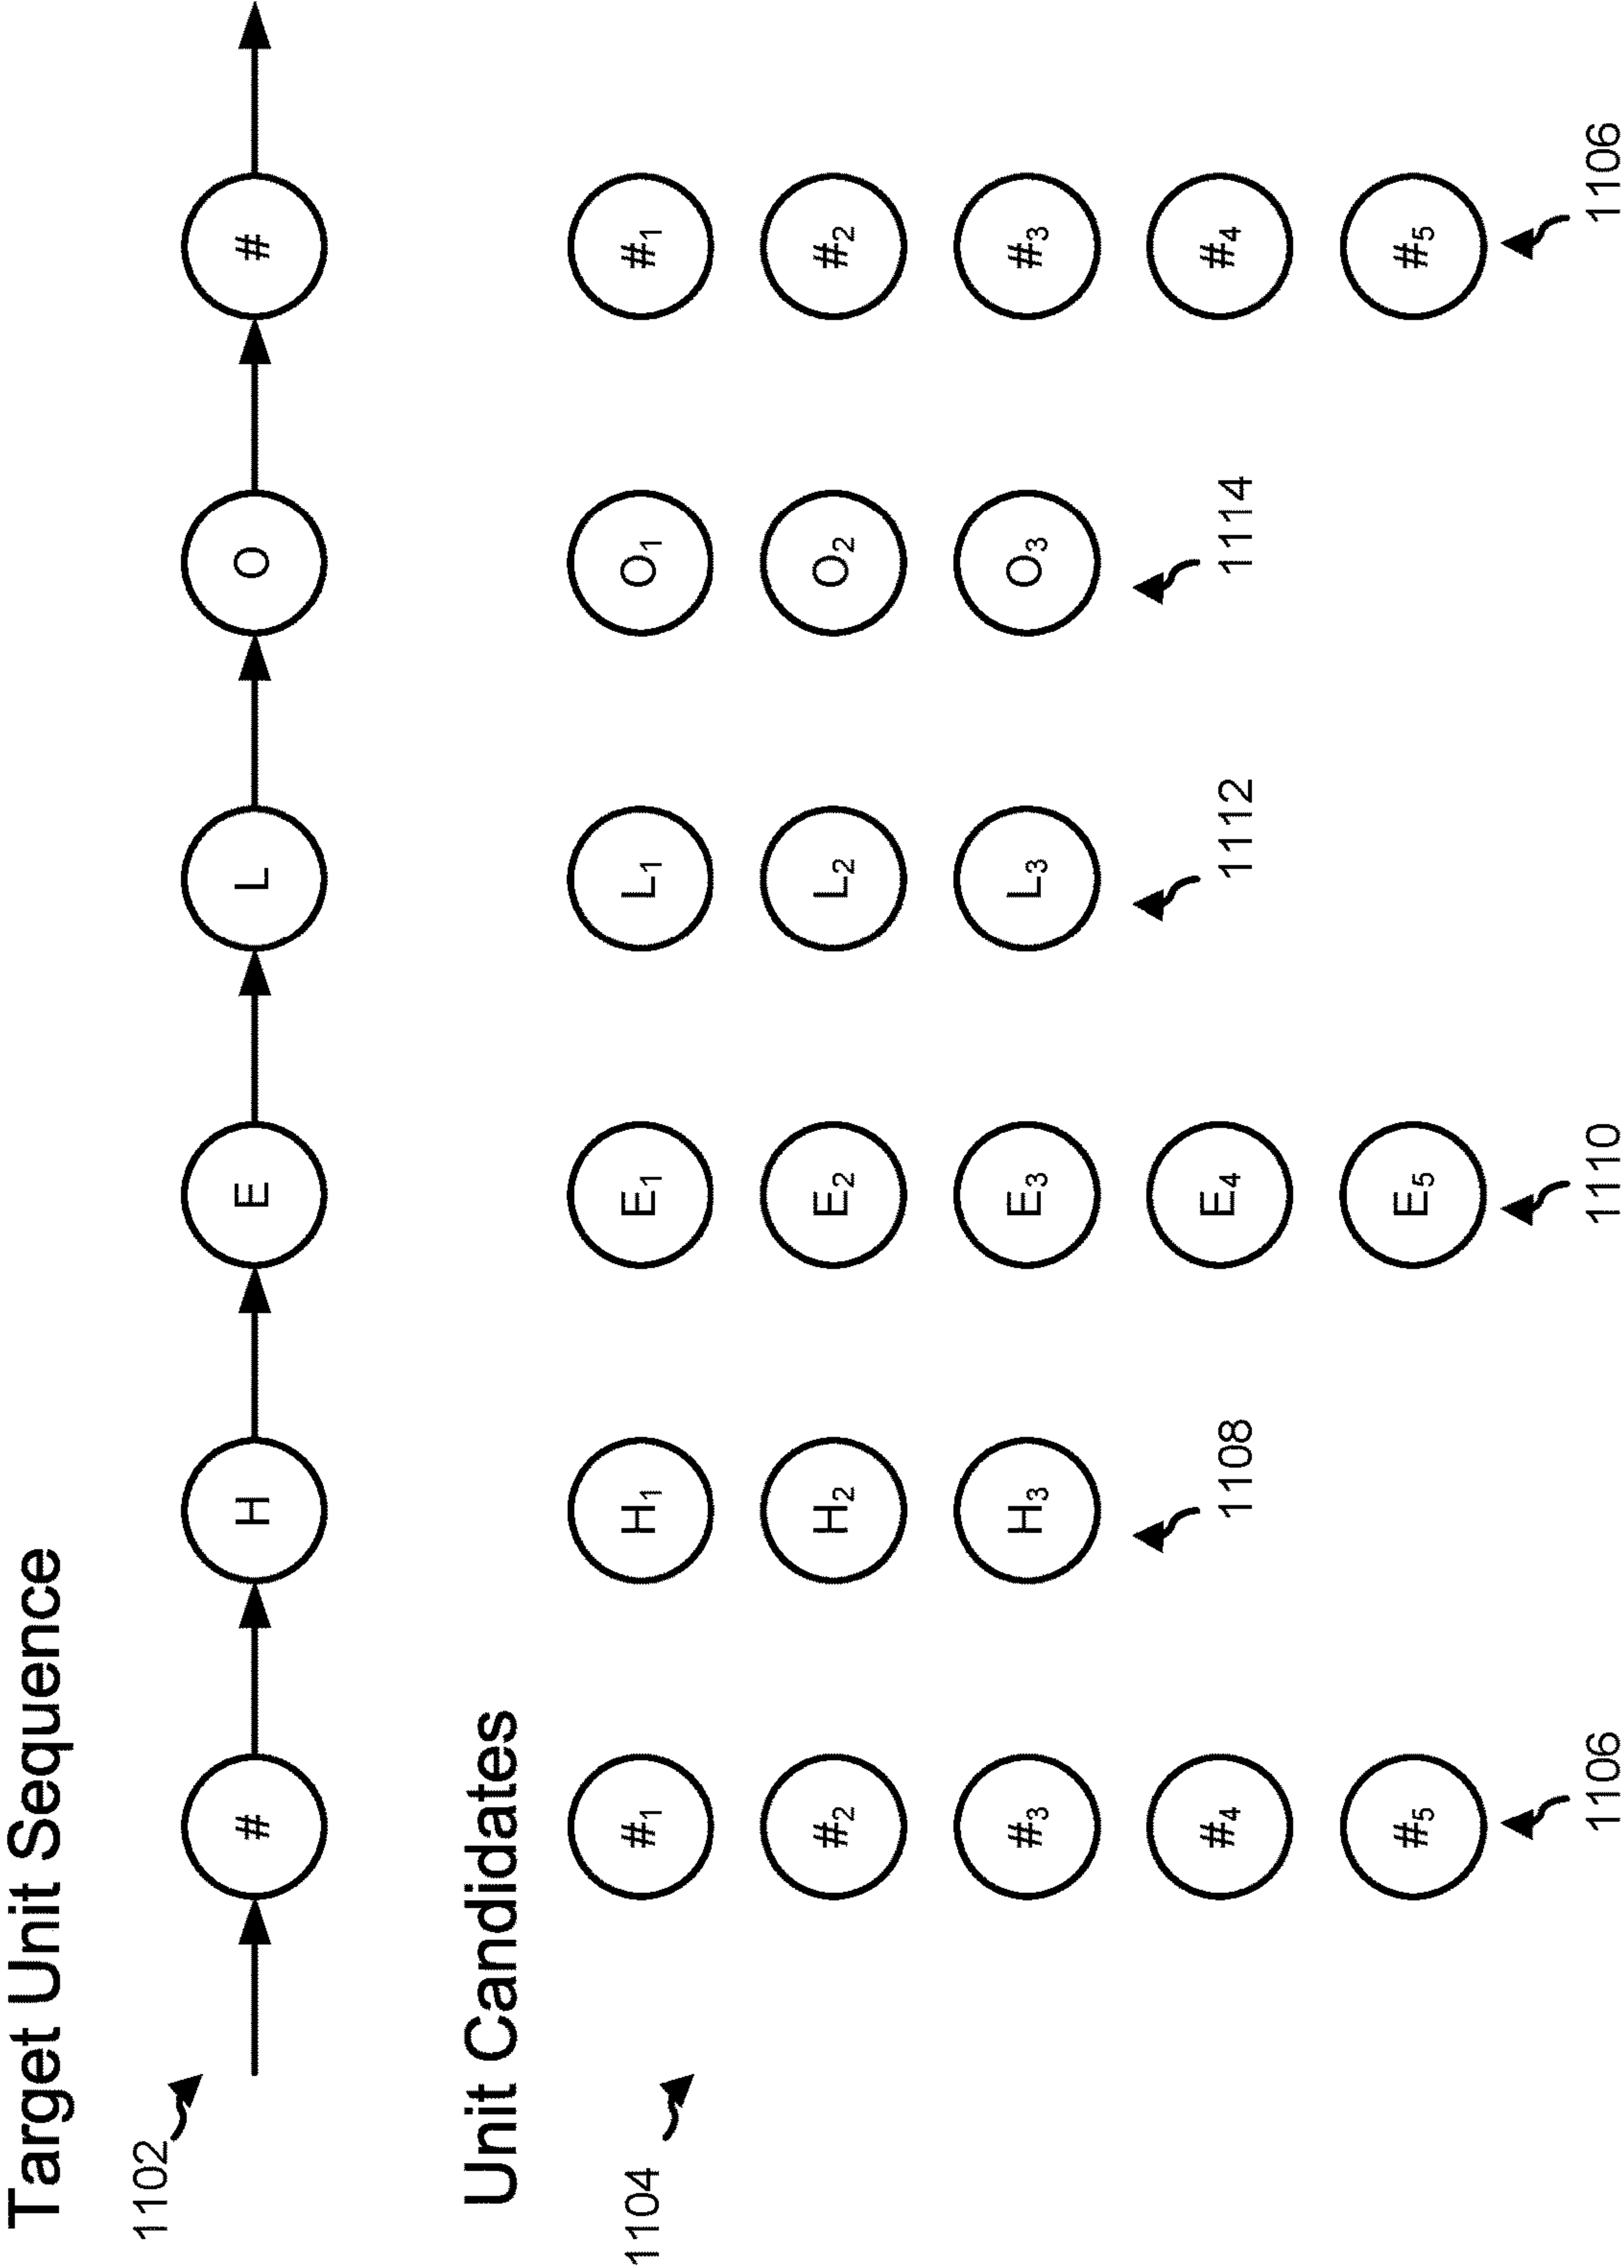 Target Unit Sequence
1102
# H E L O #
Unit Candidates
1104
#₁ H₁ E₁ L₁ O₁ #₁
#₂ H₂ E₂ L₂ O₂ #₂
#₃ H₃ E₃ L₃ O₃ #₃
1108 1112 1114
#₄ E₄ #₄
#₅ E₅ #₅
1106 1110 1106